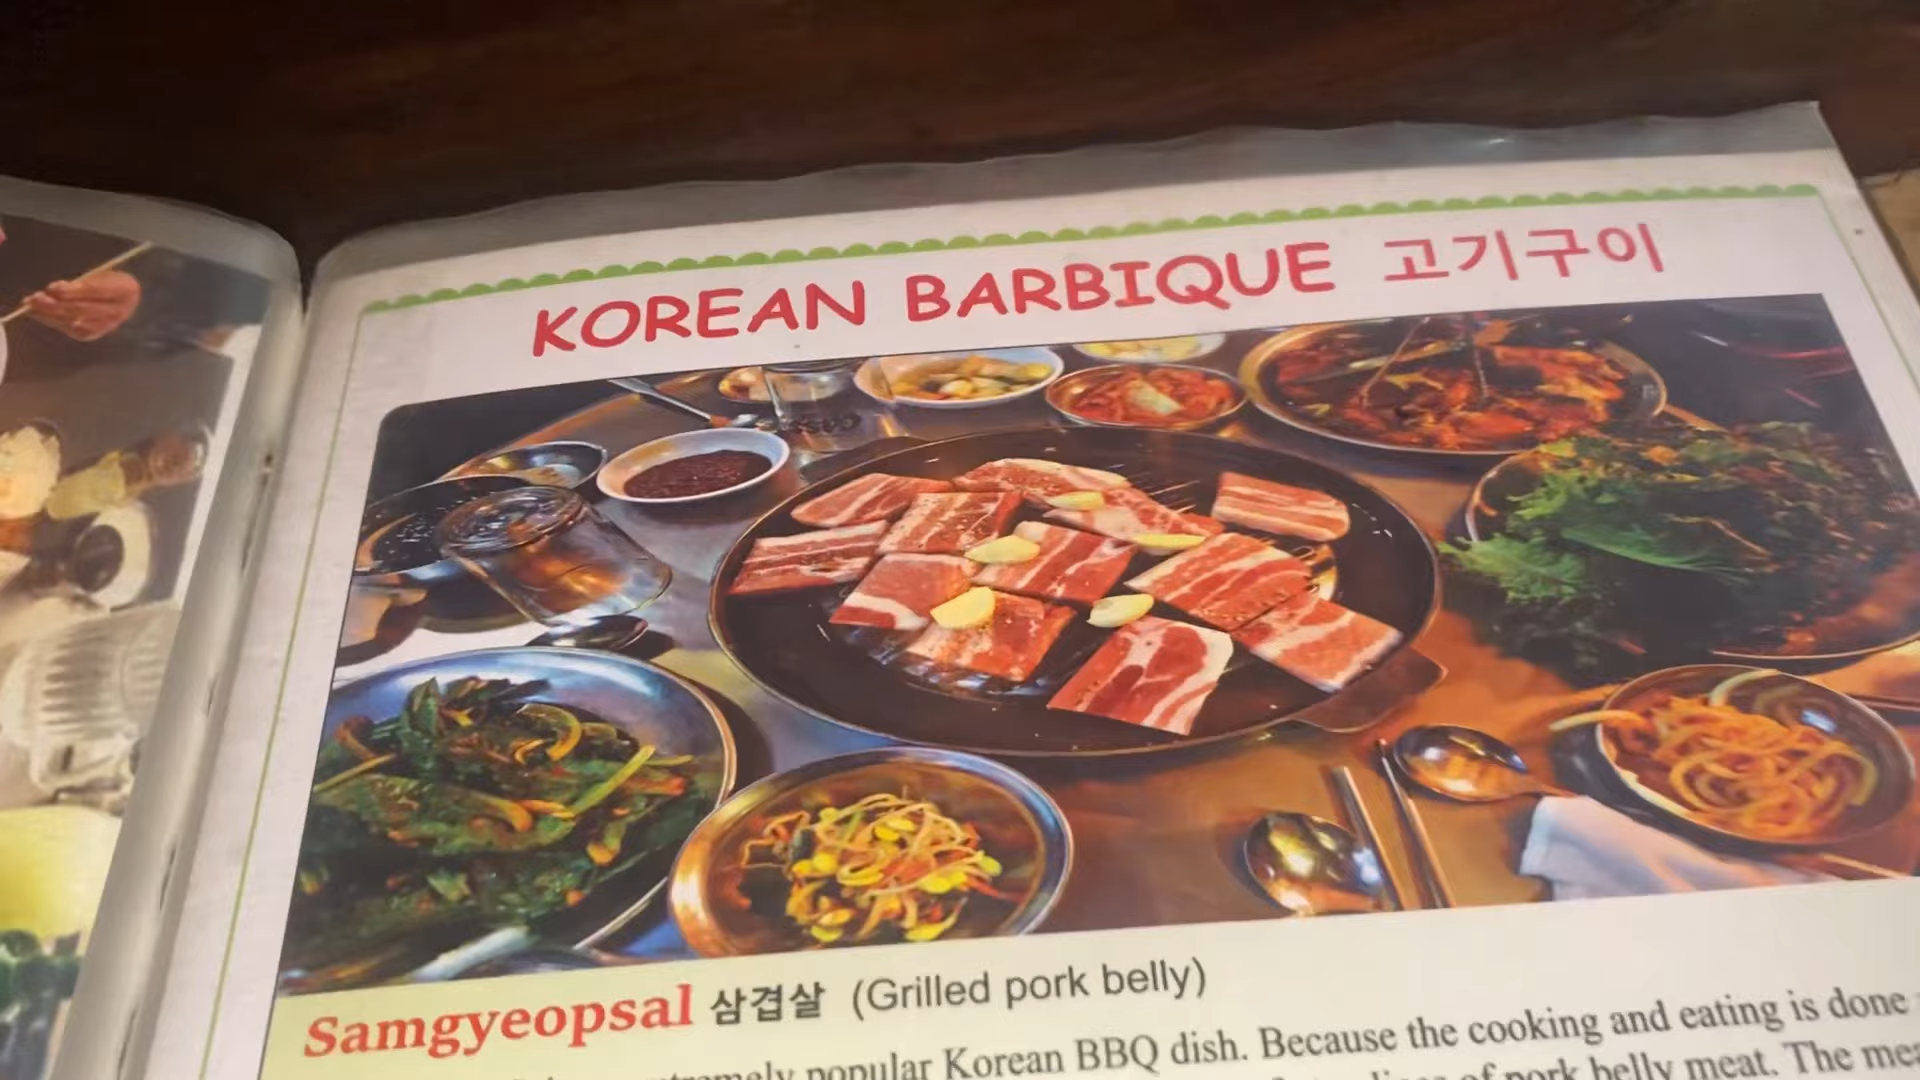 KOREAN BARBIQUE 고기구이
Samgyeopsal 삼겹살 (Grilled pork belly)
popular Korean BBQ dish. Because the cooking and eating is done
of pork belly meat. The